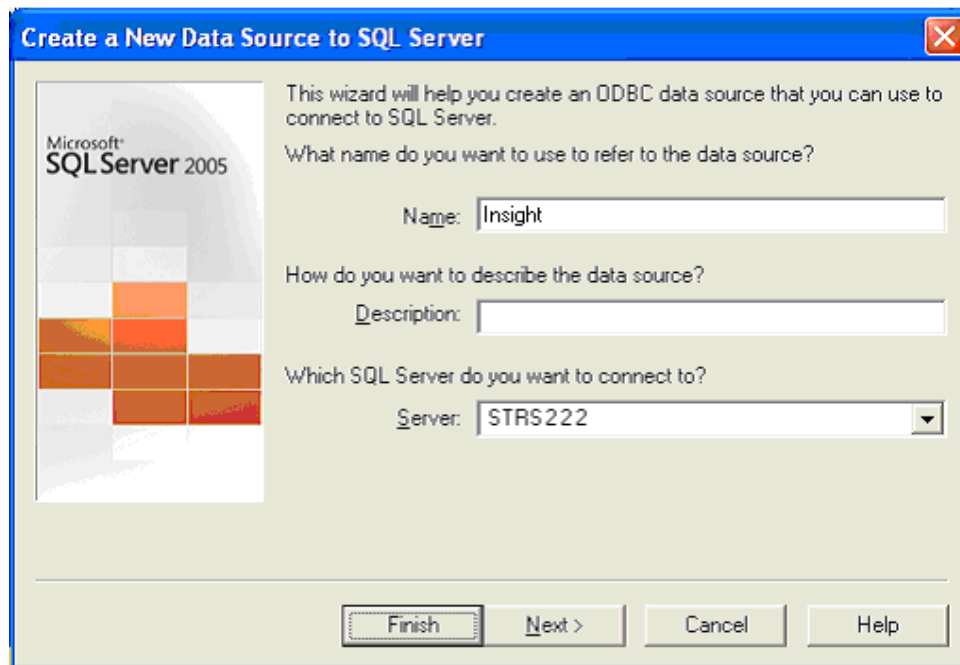 Create a New Data Source to SQL Server
Microsoft
SQL Server 2005
This wizard will help you create an ODBC data source that you can use to
connect to SQL Server.
What name do you want to use to refer to the data source?
Name: Insight
How do you want to describe the data source?
Description:
Which SQL Server do you want to connect to?
Server: STRS222
Finish
Next >
Cancel
Help